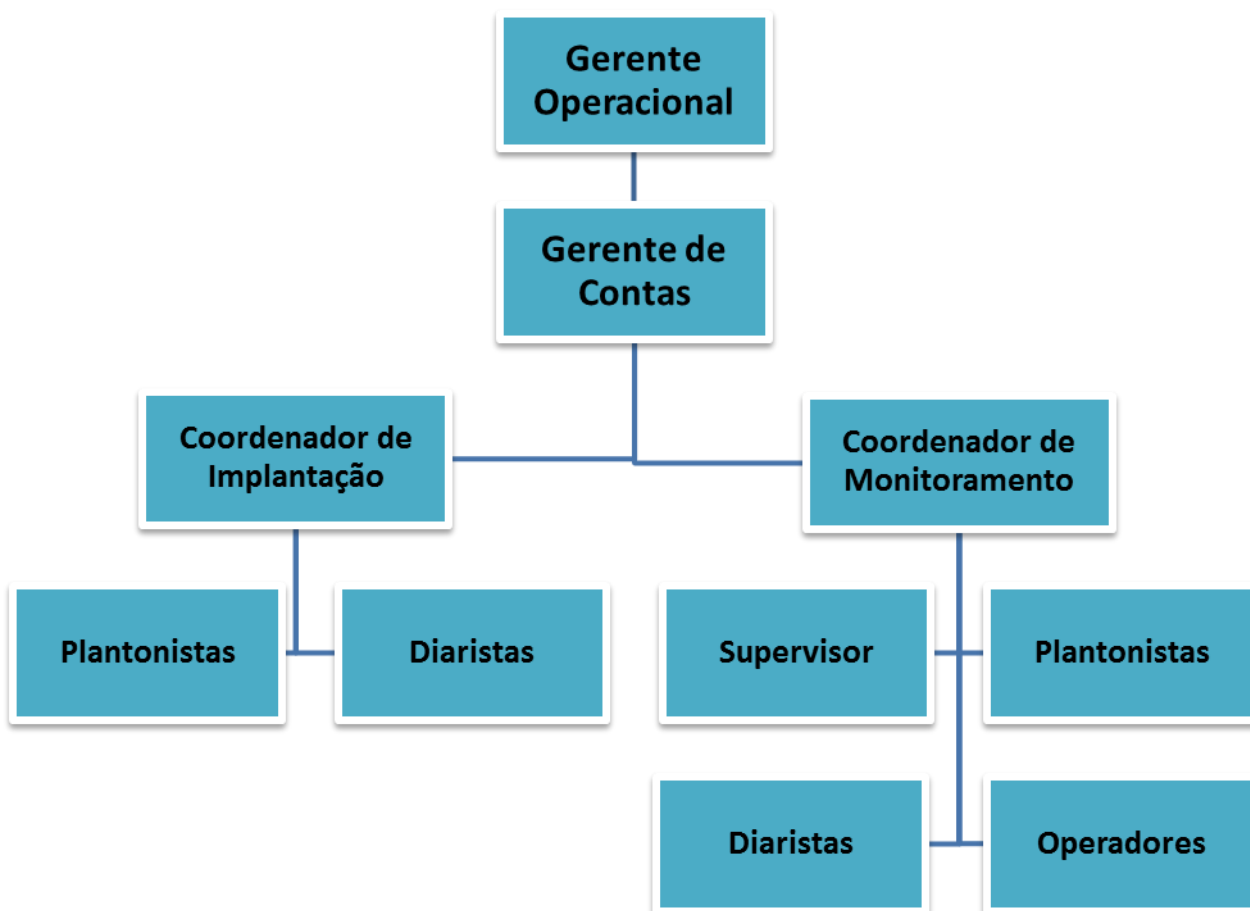 Gerente
Operacional
Gerente de
Contas
Coordenador de
Implantação
Coordenador de
Monitoramento
Plantonistas
Diaristas
Supervisor
Plantonistas
Diaristas
Operadores